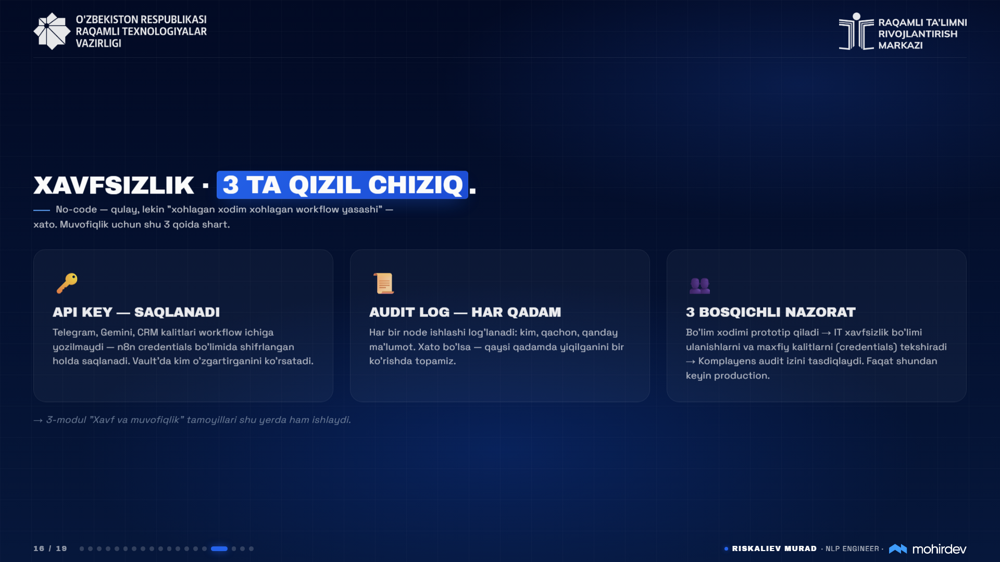 O'ZBEKISTON RESPUBLIKASI
RAQAMLI TEXNOLOGIYALAR
VAZIRLIGI
RAQAMLI TA'LIMNI
RIVOJLANTIRISH
MARKAZI
XAVFSIZLIK · 3 TA QIZIL CHIZIQ.
No-code — qulay, lekin "xohlagan xodim xohlagan workflow yasashi" —
xato. Muvofiqlik uchun shu 3 qoida shart.
API KEY — SAQLANADI
Telegram, Gemini, CRM kalitlari workflow ichiga
yozilmaydi — n8n credentials bo'limida shifrlangan
holda saqlanadi. Vault'da kim o'zgartirganini ko'rsatadi.
AUDIT LOG — HAR QADAM
Har bir node ishlashi log'lanadi: kim, qachon, qanday
ma'lumot. Xato bo'lsa — qaysi qadamda yiqilganini bir
ko'rishda topamiz.
3 BOSQICHLI NAZORAT
Bo'lim xodimi prototip qiladi → IT xavfsizlik bo'limi
ulanishlarni va maxfiy kalitlarni (credentials) tekshiradi
→ Komplayens audit izini tasdiqlaydi. Faqat shundan
keyin production.
→ 3-modul "Xavf va muvofiqlik" tamoyillari shu yerda ham ishlaydi.
16 / 19
RISKALIEV MURAD · NLP ENGINEER ·
mohirdev